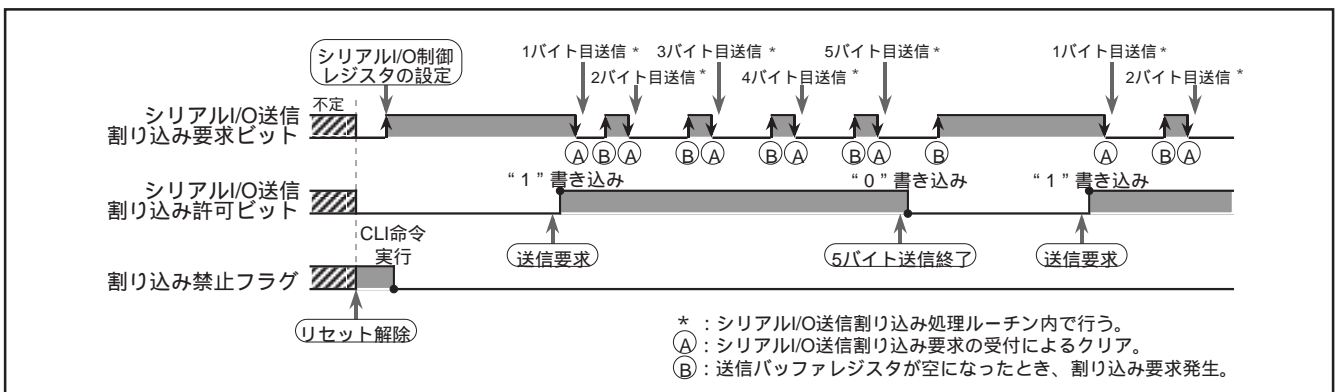 シリアルI/O制御
レジスタの設定
1バイト目送信 *
3バイト目送信 *
5バイト目送信 *
1バイト目送信 *
2バイト目送信 *
4バイト目送信 *
2バイト目送信 *
不定
シリアルI/O送信
割り込み要求ビット
A B A B A B A B A B A B A
“ 1 ” 書き込み
“ 0 ” 書き込み
“ 1 ” 書き込み
シリアルI/O送信
割り込み許可ビット
CLI命令
実行
送信要求
5バイト送信終了
送信要求
割り込み禁止フラグ
リセット解除
* : シリアルI/O送信割り込み処理ルーチン内で行う。
A : シリアルI/O送信割り込み要求の受付によるクリア。
B : 送信バッファレジスタが空になったとき、割り込み要求発生。